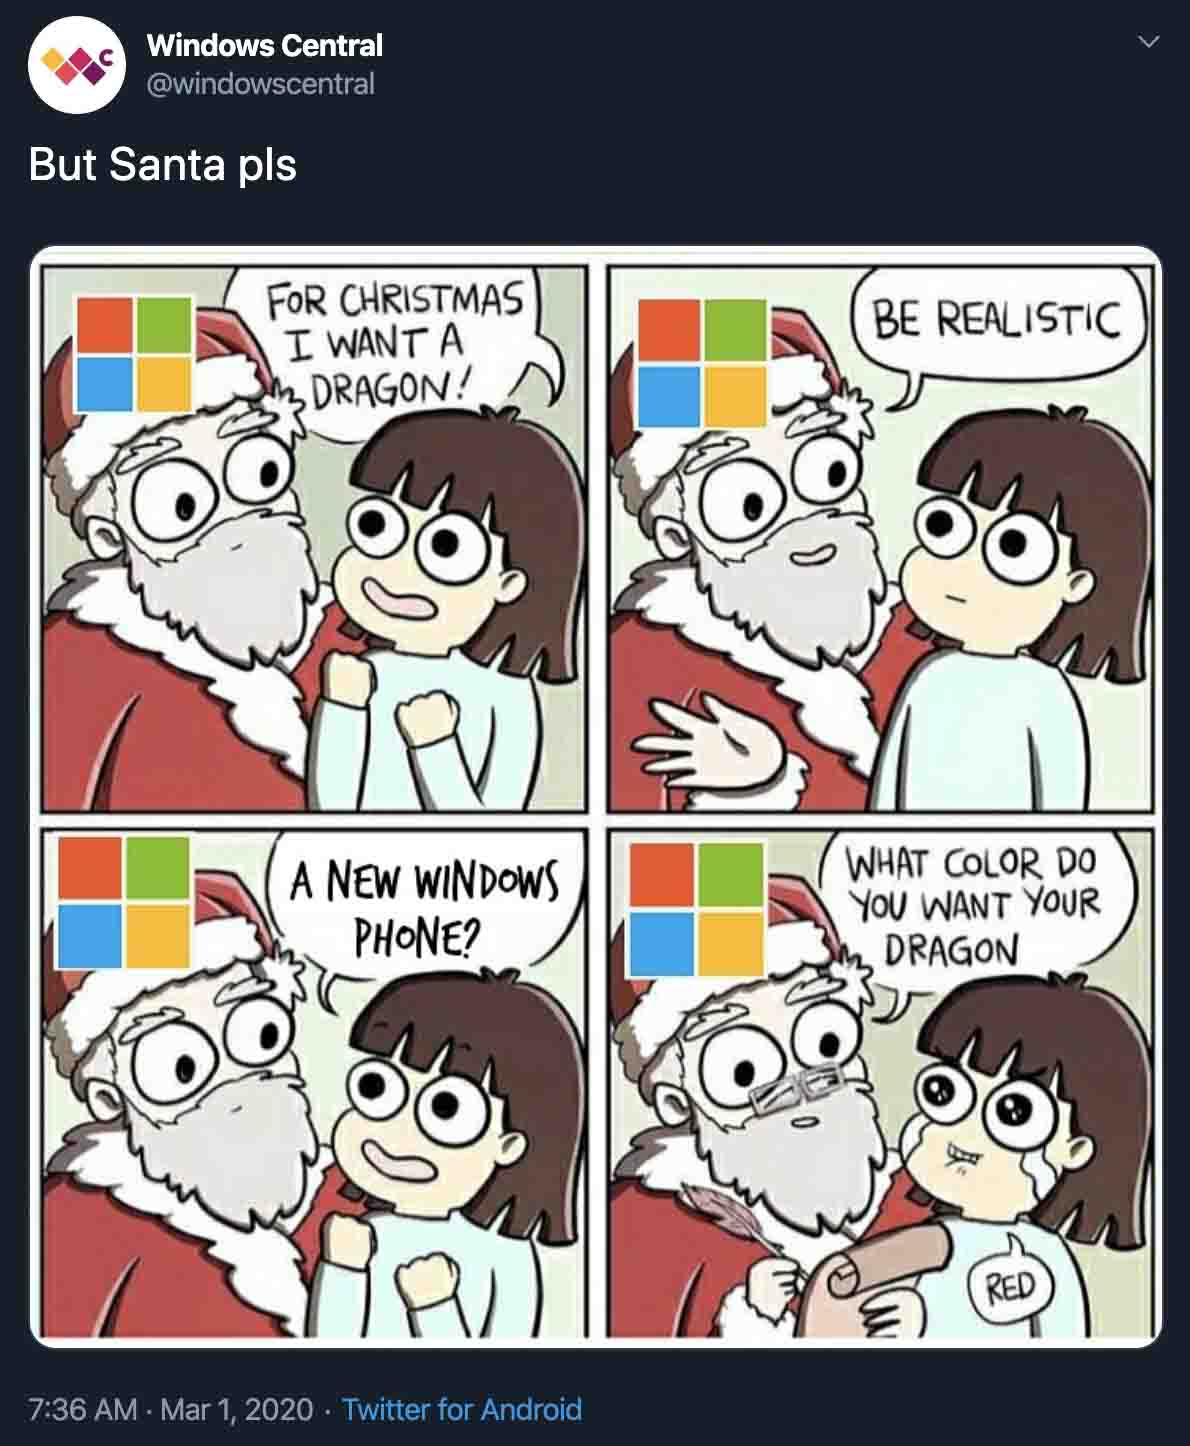 Windows Central
@windowscentral
But Santa pls
FOR CHRISTMAS
I WANT A
DRAGON!
BE REALISTIC
A NEW WINDOWS
PHONE?
WHAT COLOR DO
YOU WANT YOUR
DRAGON
RED
7:36 AM · Mar 1, 2020 · Twitter for Android